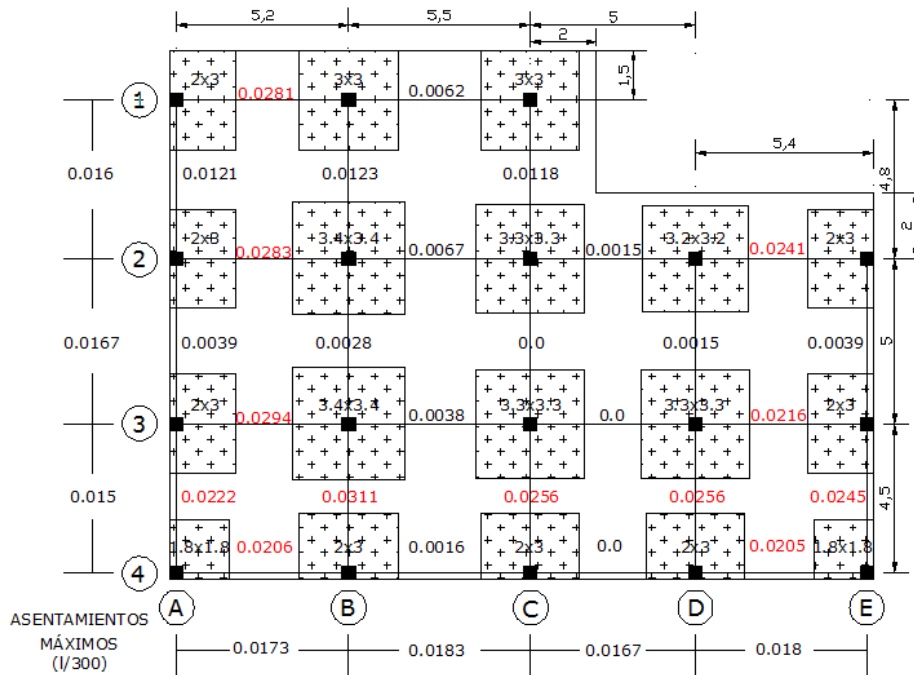 5,2 5,5 5
2
1,5
2x3 3x3 3x3
1 0.0281 0.0062
5,4
4,8
0.016 0.0121 0.0123 0.0118
2
2x3 3.4x3.4 3.3x3.3 3.2x3.2 2x3
2 0.0283 0.0067 0.0015 0.0241
0.0167 0.0039 0.0028 0.0 0.0015 0.0039 5
2x3 3.4x3.4 3.3x3.3 3.3x3.3 2x3
3 0.0294 0.0038 0.0 0.0216
0.015 0.0222 0.0311 0.0256 0.0256 0.0245 4,5
1.8x1.8 0.0206 2x3 0.0016 2x3 0.0 2x3 0.0205 1.8x1.8
4
A B C D E
ASENTAMIENTOS
MÁXIMOS
(l/300)
0.0173 0.0183 0.0167 0.018